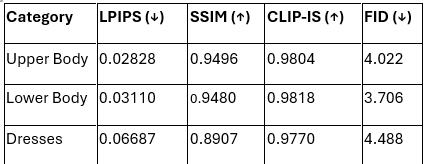 Category LPIPS (↓) SSIM (↑) CLIP-IS (↑) FID (↓)
Upper Body 0.02828 0.9496 0.9804 4.022
Lower Body 0.03110 0.9480 0.9818 3.706
Dresses 0.06687 0.8907 0.9770 4.488